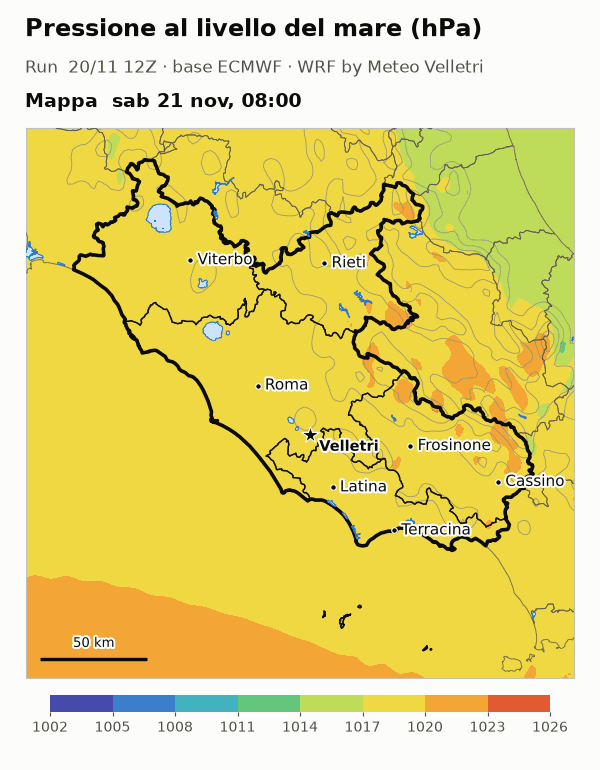 Pressione al livello del mare (hPa)
Run  20/11 12Z · base ECMWF · WRF by Meteo Velletri
Mappa  sab 21 nov, 08:00
Viterbo
Rieti
Roma
Velletri
Frosinone
Cassino
Latina
Terracina
50 km
1002 1005 1008 1011 1014 1017 1020 1023 1026